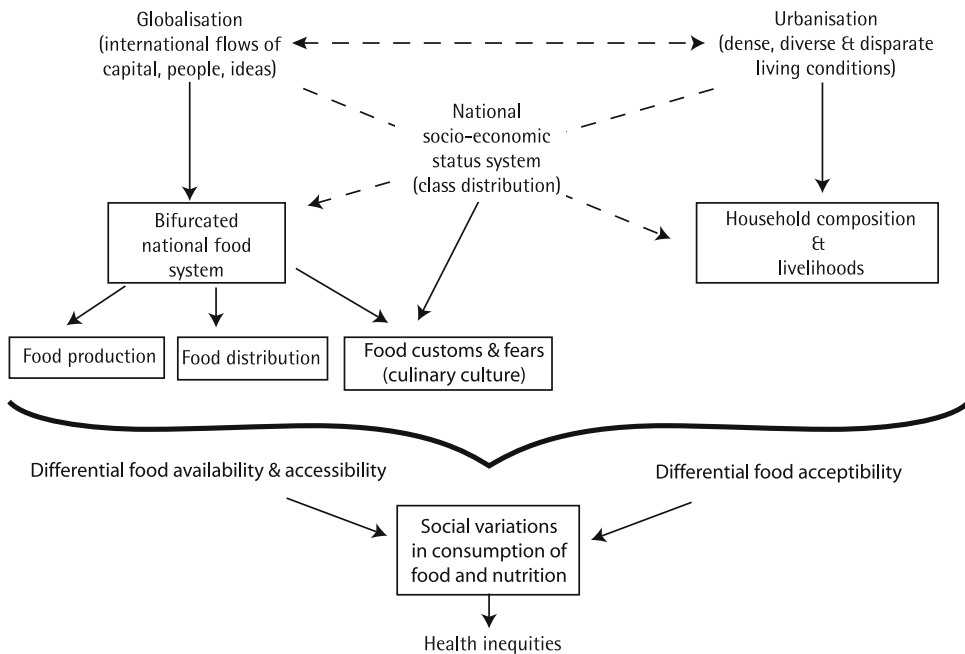 Globalisation
(international flows of
capital, people, ideas)
Urbanisation
(dense, diverse & disparate
living conditions)
National
socio-economic
status system
(class distribution)
Bifurcated
national food
system
Household composition
&
livelihoods
Food production
Food distribution
Food customs & fears
(culinary culture)
Differential food availability & accessibility
Differential food acceptibility
Social variations
in consumption of
food and nutrition
Health inequities